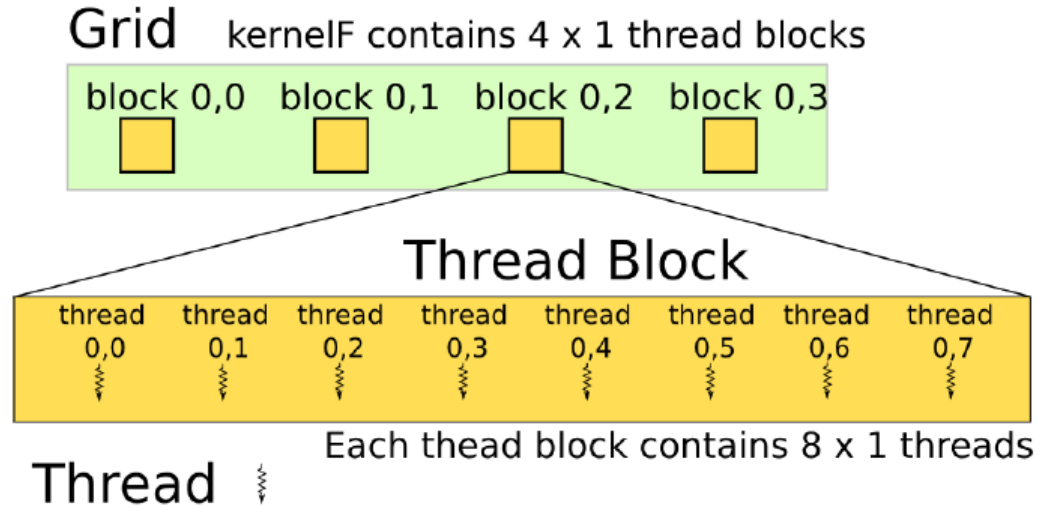 Grid kernelF contains 4 x 1 thread blocks
block 0,0 block 0,1 block 0,2 block 0,3
Thread Block
thread thread thread thread thread thread thread thread
0,0 0,1 0,2 0,3 0,4 0,5 0,6 0,7
Each thead block contains 8 x 1 threads
Thread